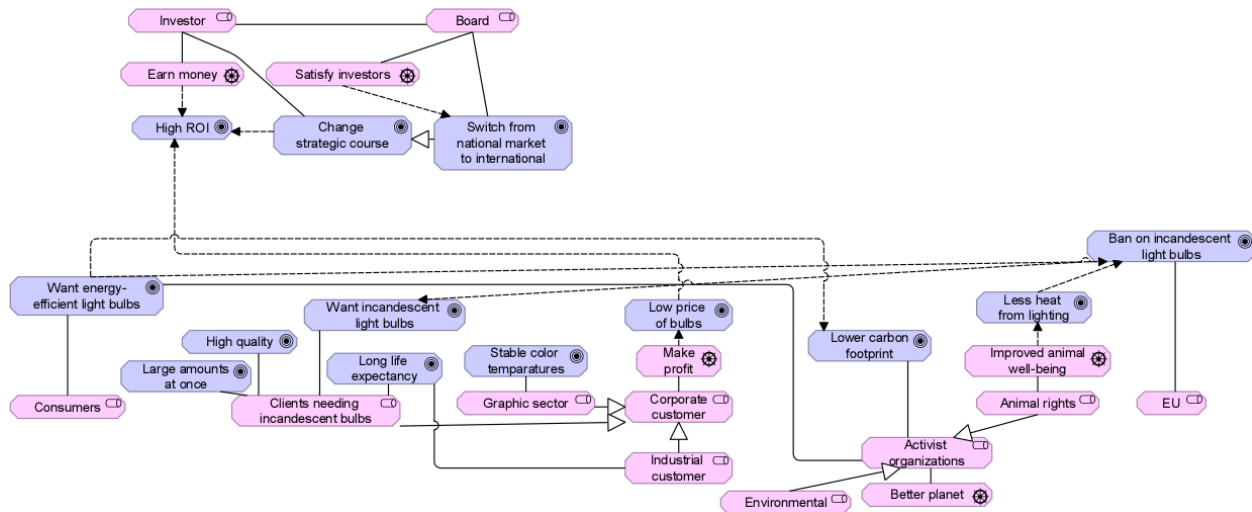 Investor
Board
Earn money
Satisfy investors
High ROI
Change
strategic course
Switch from
national market
to international
Ban on incandescent
light bulbs
Want energy-
efficient light bulbs
Want incandescent
light bulbs
Low price
of bulbs
Less heat
from lighting
High quality
Long life
expectancy
Stable color
temparatures
Make
profit
Lower carbon
footprint
Improved animal
well-being
Large amounts
at once
Consumers
Clients needing
incandescent bulbs
Graphic sector
Corporate
customer
Animal rights
EU
Industrial
customer
Activist
organizations
Environmental
Better planet